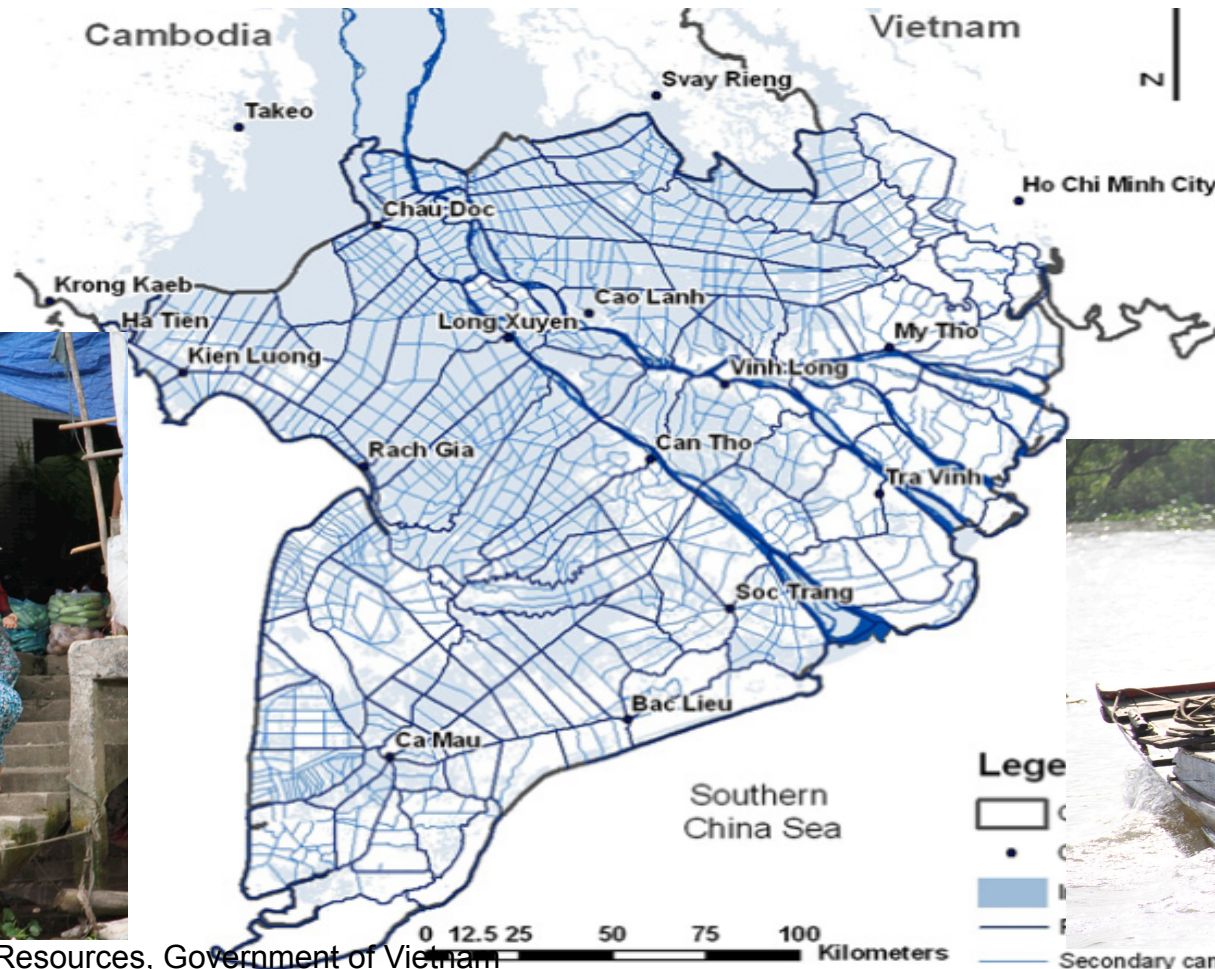 Cambodia
Vietnam
N
Svay Rieng
Takeo
Ho Chi Minh City
Chau Doc
Krong Kaeb
Cao Lanh
Ha Tien
Long Xuyen
My Tho
Kien Luong
Vinh Long
Can Tho
Rach Gia
Tra Vinh
Soc Trang
Bac Lieu
Ca Mau
Southern
China Sea
0 12.5 25 50 75 100
Kilometers
Resources, Government of Vietnam
Secondary